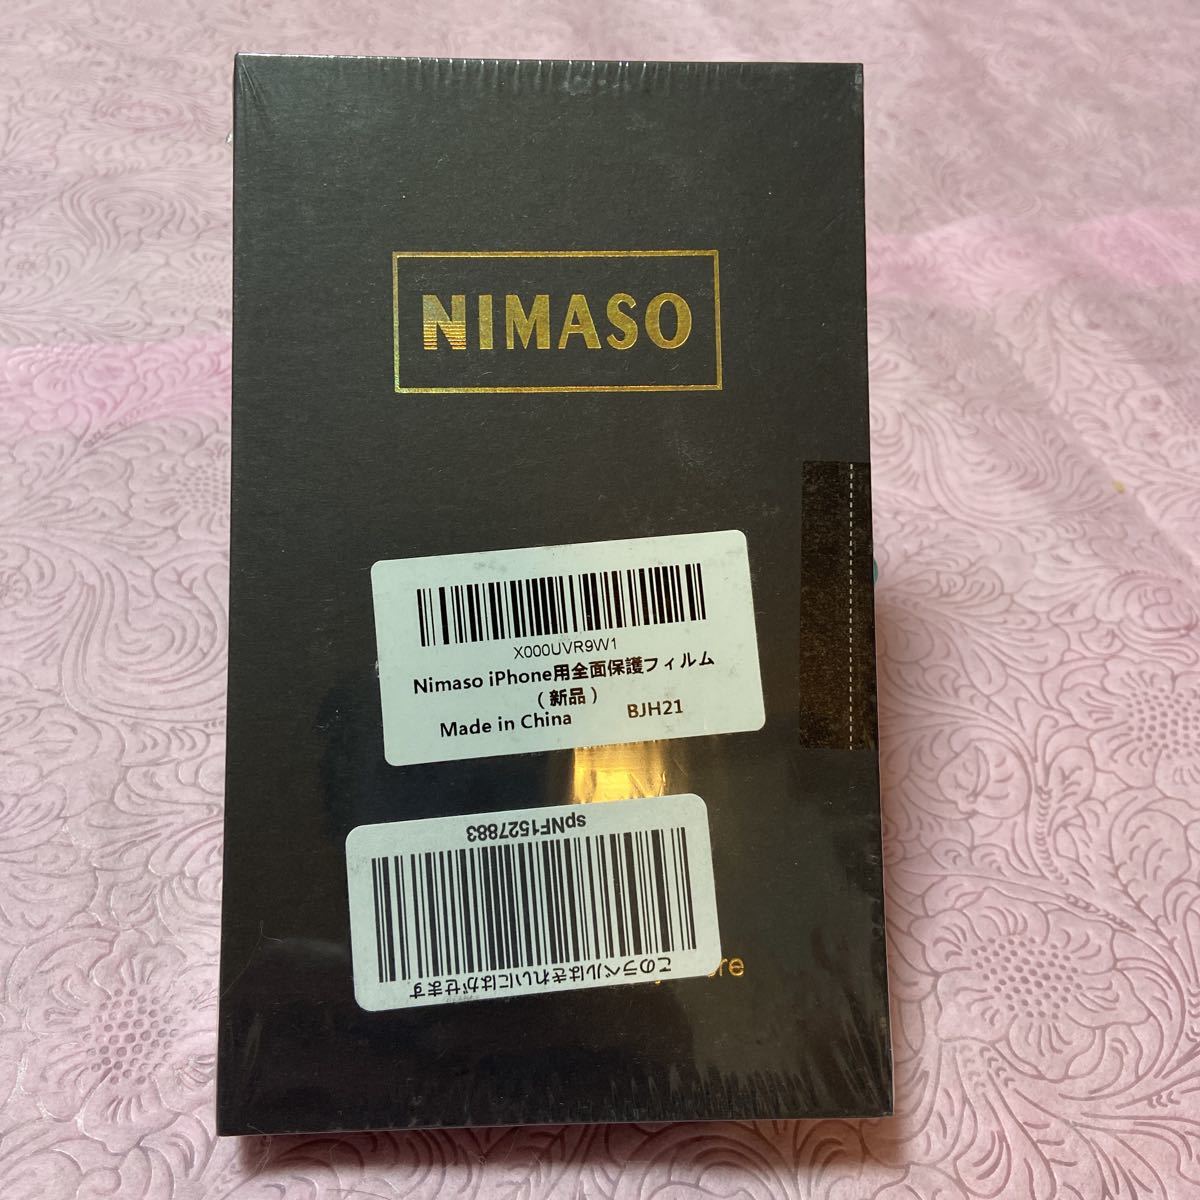 NIMASO
X000UVR9W1
Nimaso iPhone用全面保護フィルム
（新品）
Made in China BJH21
spNF1527883
このラベルはきれいにはがせます